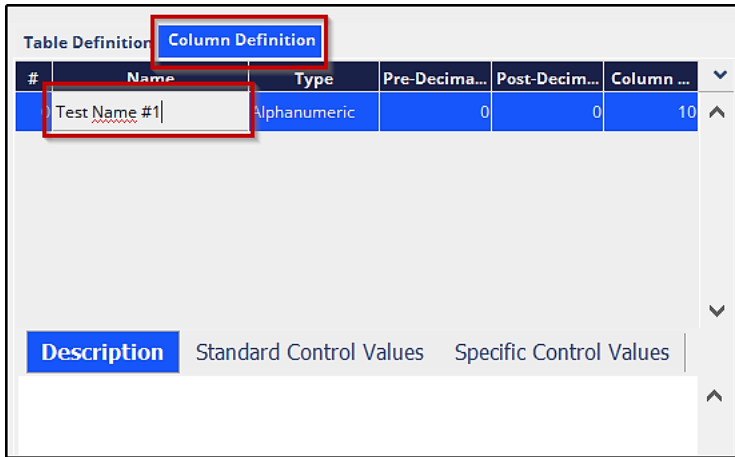 Table Definition Column Definition
# Name Type Pre-Decima... Post-Decim... Column ...
0 Test Name #1 Alphanumeric 0 0 10
Description Standard Control Values Specific Control Values